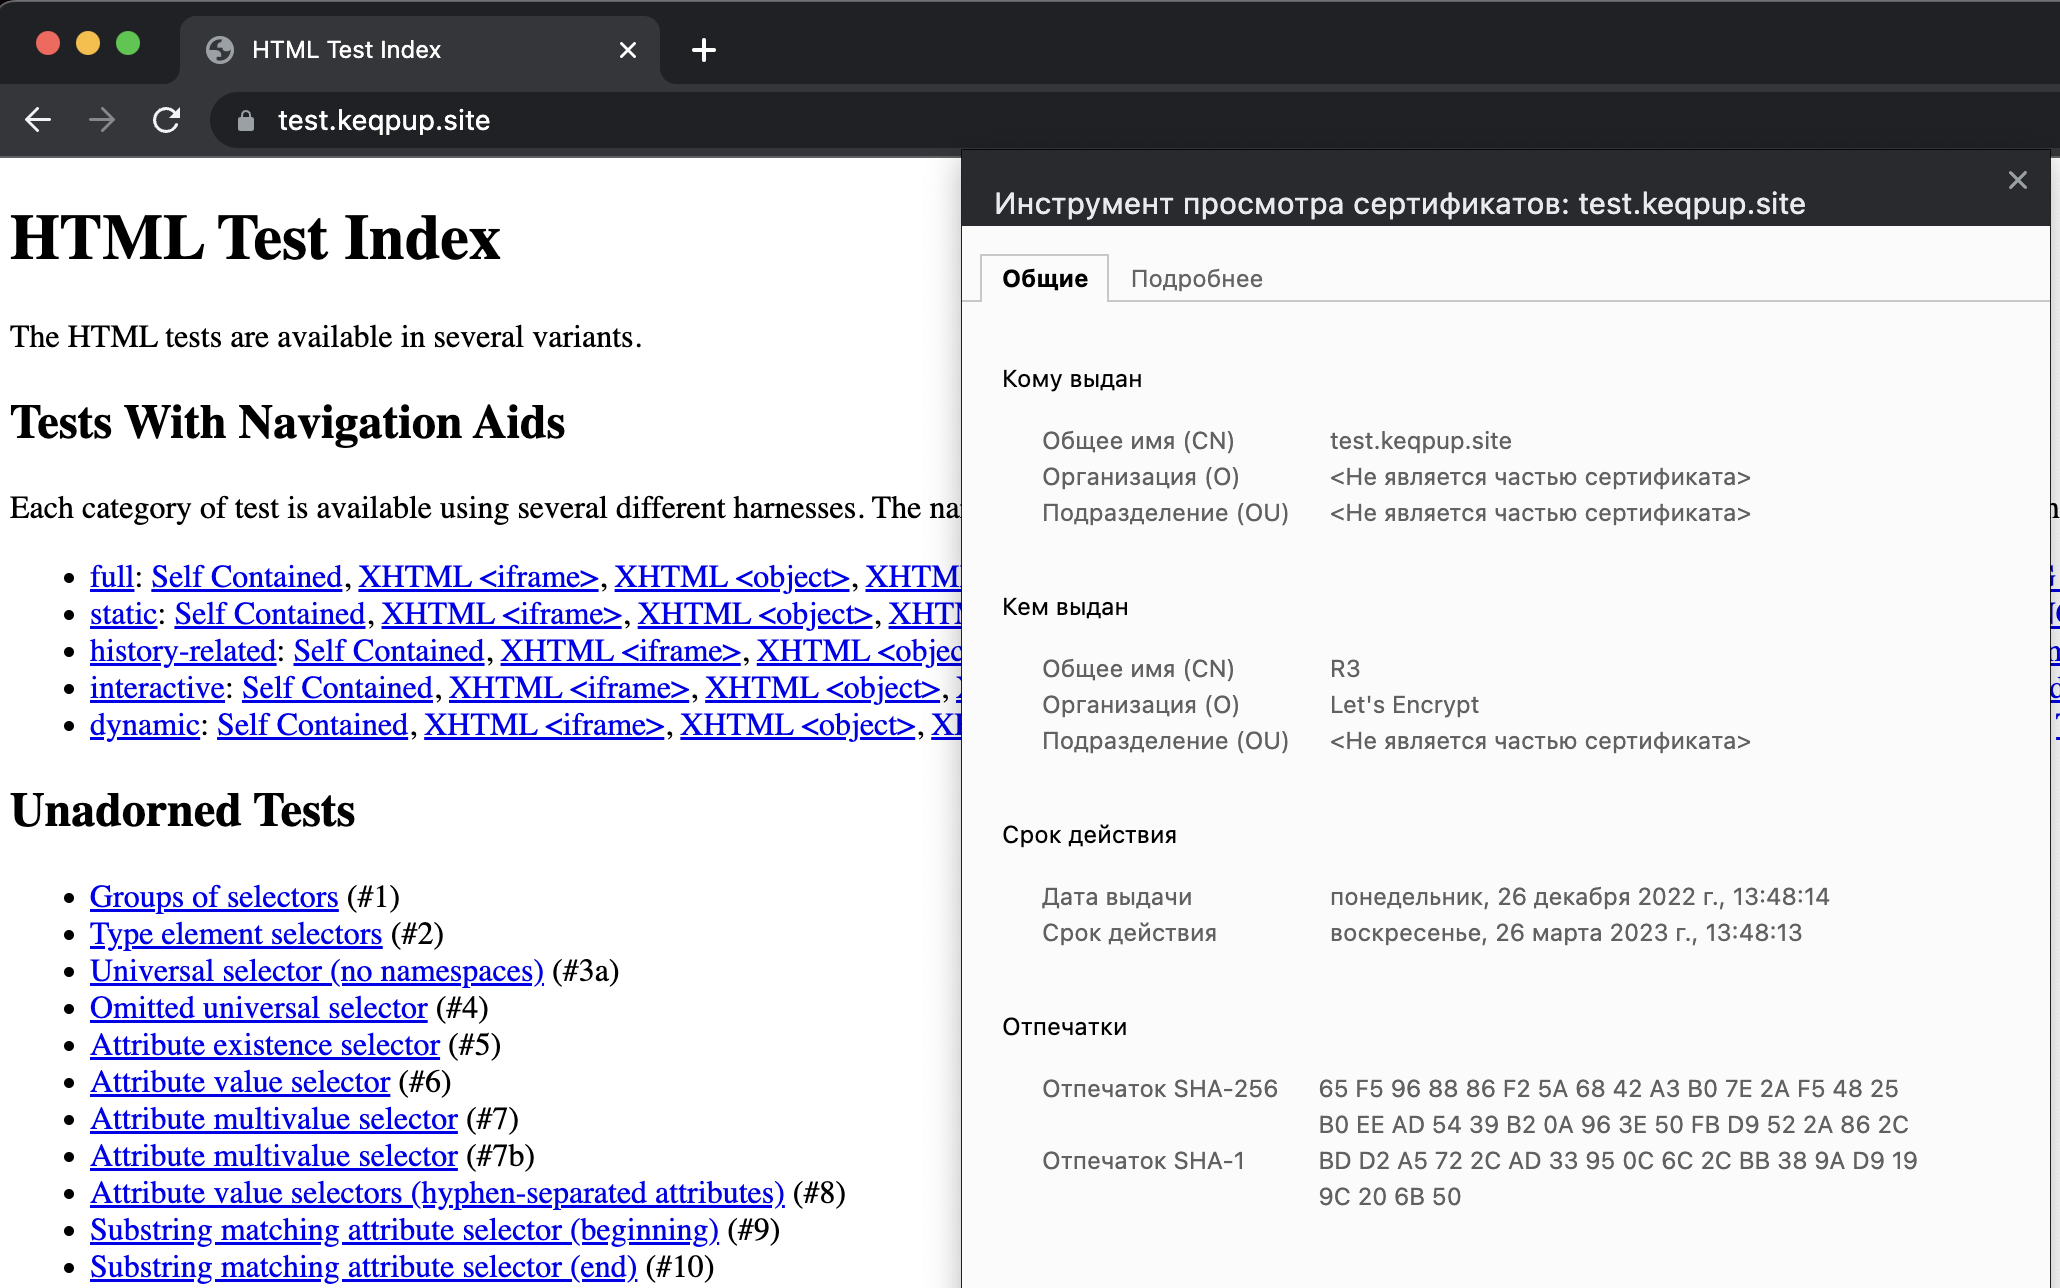 HTML Test Index
test.keqpup.site
HTML Test Index
The HTML tests are available in several variants.
Tests With Navigation Aids
Each category of test is available using several different harnesses. The
full: Self Contained, XHTML <iframe>, XHTML <object>,
static: Self Contained, XHTML <iframe>, XHTML <object>,
history-related: Self Contained, XHTML <iframe>, XHTML
interactive: Self Contained, XHTML <iframe>, XHTML <object>,
dynamic: Self Contained, XHTML <iframe>, XHTML <object>,
Unadorned Tests
Groups of selectors (#1)
Type element selectors (#2)
Universal selector (no namespaces) (#3a)
Omitted universal selector (#4)
Attribute existence selector (#5)
Attribute value selector (#6)
Attribute multivalue selector (#7)
Attribute multivalue selector (#7b)
Attribute value selectors (hyphen-separated attributes) (#8)
Substring matching attribute selector (beginning) (#9)
Substring matching attribute selector (end) (#10)
Инструмент просмотра сертификатов: test.keqpup.site
Общие Подробнее
Кому выдан
Общее имя (CN) test.keqpup.site
Организация (O) <Не является частью сертификата>
Подразделение (OU) <Не является частью сертификата>
Кем выдан
Общее имя (CN) R3
Организация (O) Let's Encrypt
Подразделение (OU) <Не является частью сертификата>
Срок действия
Дата выдачи понедельник, 26 декабря 2022 г., 13:48:14
Срок действия воскресенье, 26 марта 2023 г., 13:48:13
Отпечатки
Отпечаток SHA-256 65 F5 96 88 86 F2 5A 68 42 A3 B0 7E 2A F5 48 25
B0 EE AD 54 39 B2 0A 96 3E 50 FB D9 52 2A 86 2C
Отпечаток SHA-1 BD D2 A5 72 2C AD 33 95 0C 6C 2C BB 38 9A D9 19
9C 20 6B 50